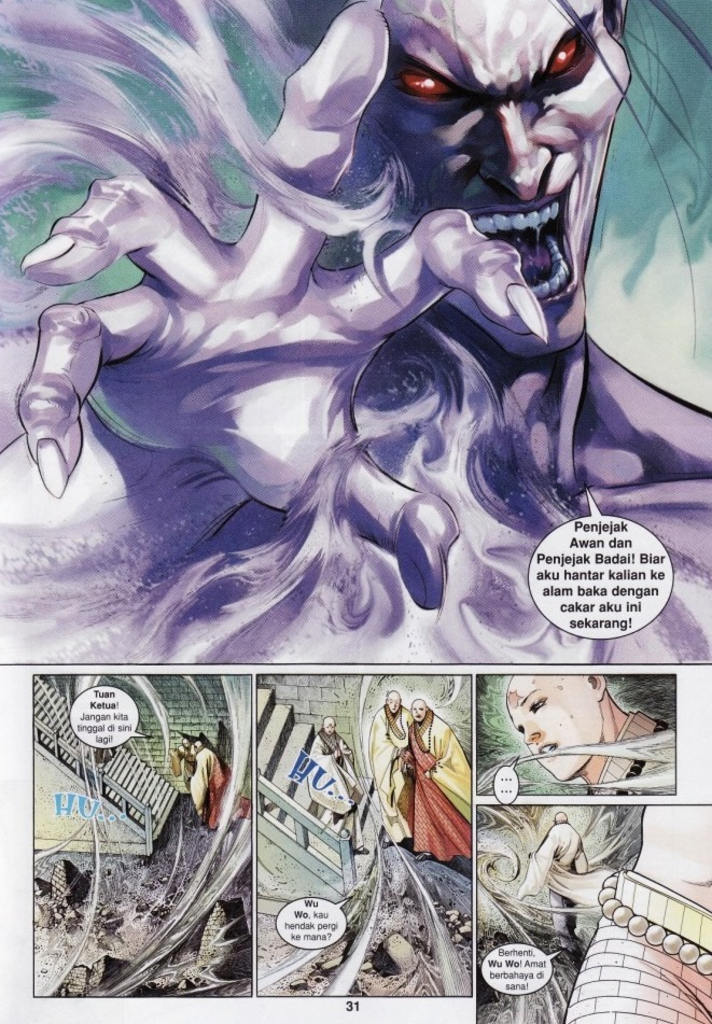 Penjejak
Awan dan
Penjejak Badai! Biar
aku hantar kalian ke
alam baka dengan
cakar aku ini
sekarang!
Tuan
Ketua!
Jangan kita
tinggal di sini
lagi!
HU...
HU...
Wu
Wo, kau
hendak pergi
ke mana?
...
...
Berhenti,
Wu Wo! Amat
berbahaya di
sana!
31